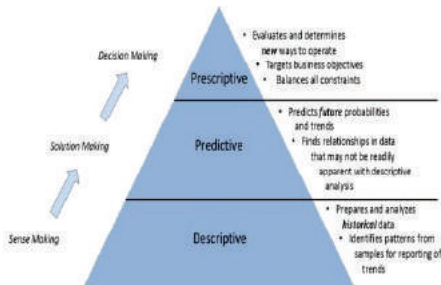 Decision Making
Solution Making
Sense Making
Prescriptive
Predictive
Descriptive
• Evaluates and determines
new ways to operate
• Targets business objectives
• Balances all constraints
• Predicts future probabilities
and trends
• Finds relationships in data
that may not be readily
apparent with descriptive
analysis
• Prepares and analyzes
historical data
• Identifies patterns from
samples for reporting of
trends